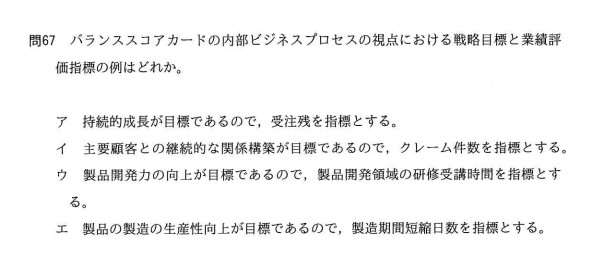 問67 バランススコアカードの内部ビジネスプロセスの視点における戦略目標と業績評
価指標の例はどれか。
ア 持続的成長が目標であるので，受注残を指標とする。
イ 主要顧客との継続的な関係構築が目標であるので，クレーム件数を指標とする。
ウ 製品開発力の向上が目標であるので，製品開発領域の研修受講時間を指標とす
る。
エ 製品の製造の生産性向上が目標であるので，製造期間短縮日数を指標とする。